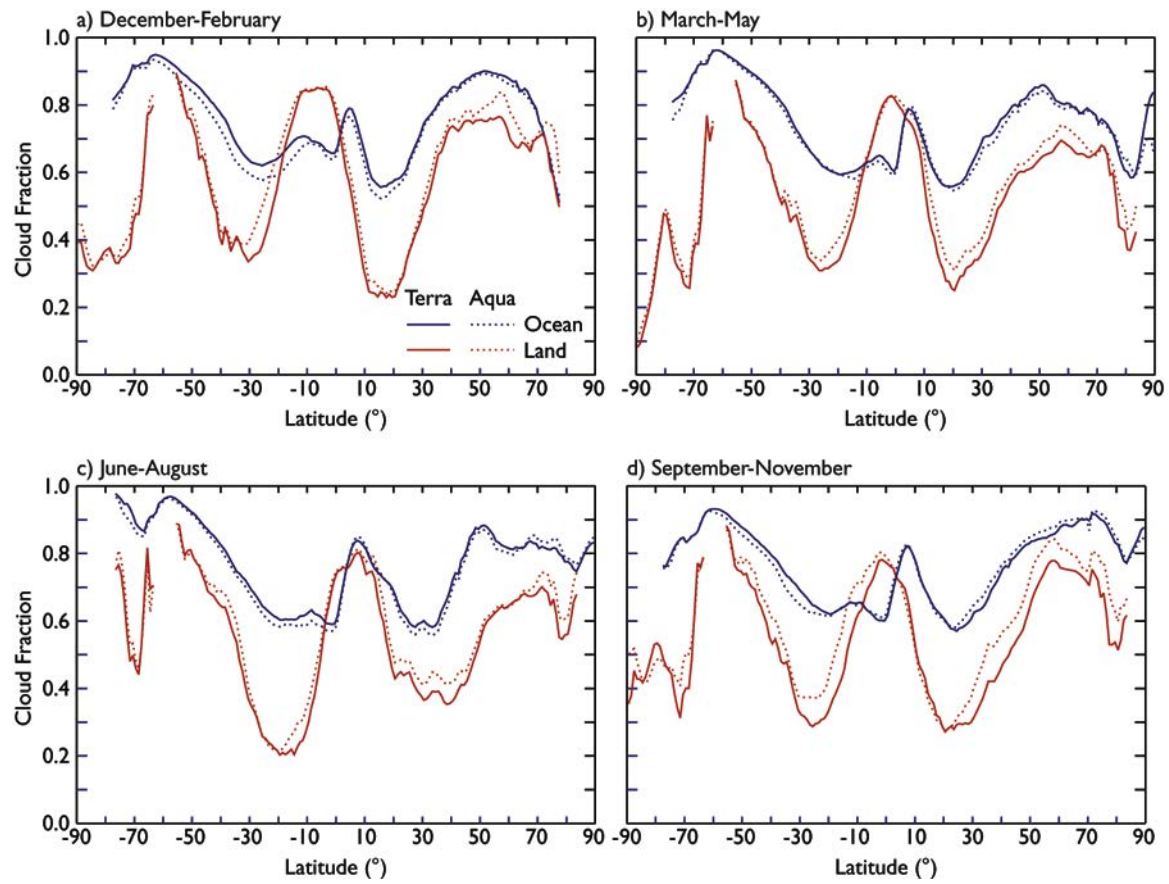 a) December-February
b) March-May
1.0
0.8
0.6
0.4
0.2
0.0
Cloud Fraction
Terra Aqua
Ocean
Land
-90 -70 -50 -30 -10 10 30 50 70 90
-90 -70 -50 -30 -10 10 30 50 70 90
Latitude (°)
Latitude (°)
c) June-August
d) September-November
1.0
0.8
0.6
0.4
0.2
0.0
Cloud Fraction
-90 -70 -50 -30 -10 10 30 50 70 90
-90 -70 -50 -30 -10 10 30 50 70 90
Latitude (°)
Latitude (°)